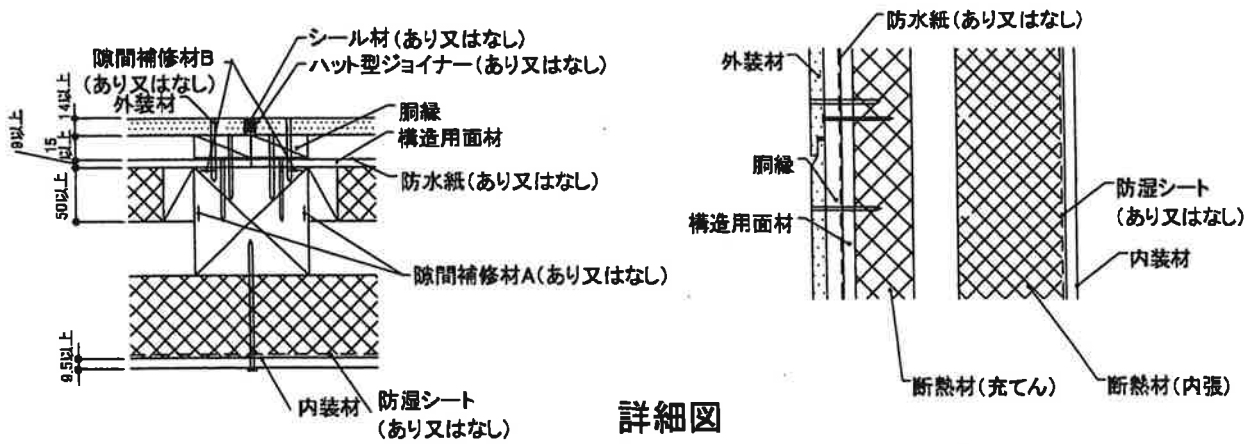 シール材(あり又はなし)
隙間補修材B
(あり又はなし)
ハット型ジョイナー(あり又はなし)
外装材
胴縁
構造用面材
防水紙(あり又はなし)
14以上
15以上
9以上
50以上
隙間補修材A(あり又はなし)
9.5以上
内装材
防湿シート
(あり又はなし)
防水紙(あり又はなし)
外装材
胴縁
構造用面材
防湿シート
(あり又はなし)
内装材
断熱材(充てん)
断熱材(内張)
詳細図